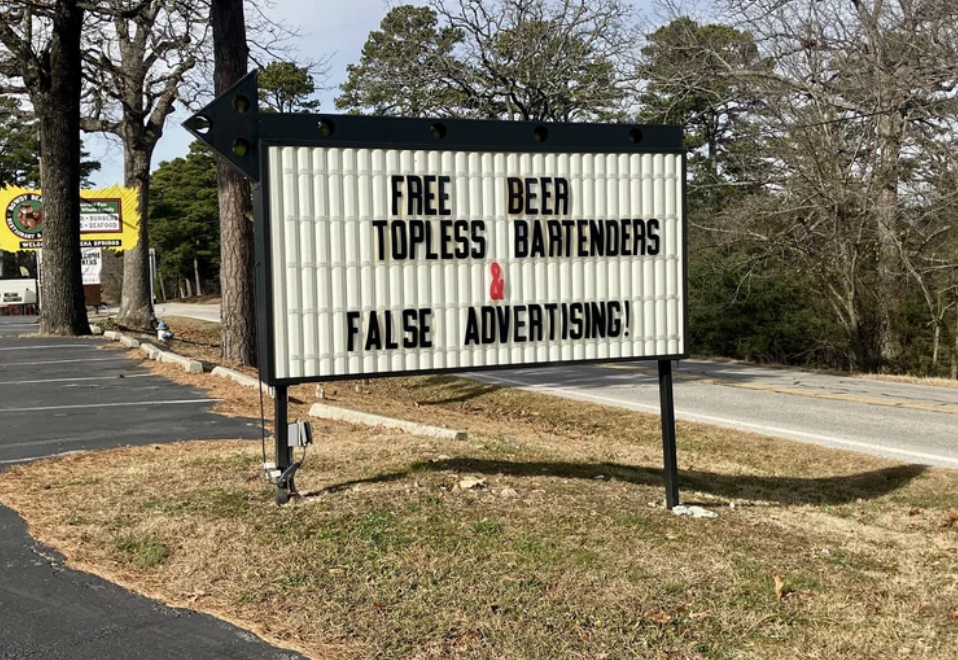 FREE BEER
TOPLESS BARTENDERS
&
FALSE ADVERTISING!